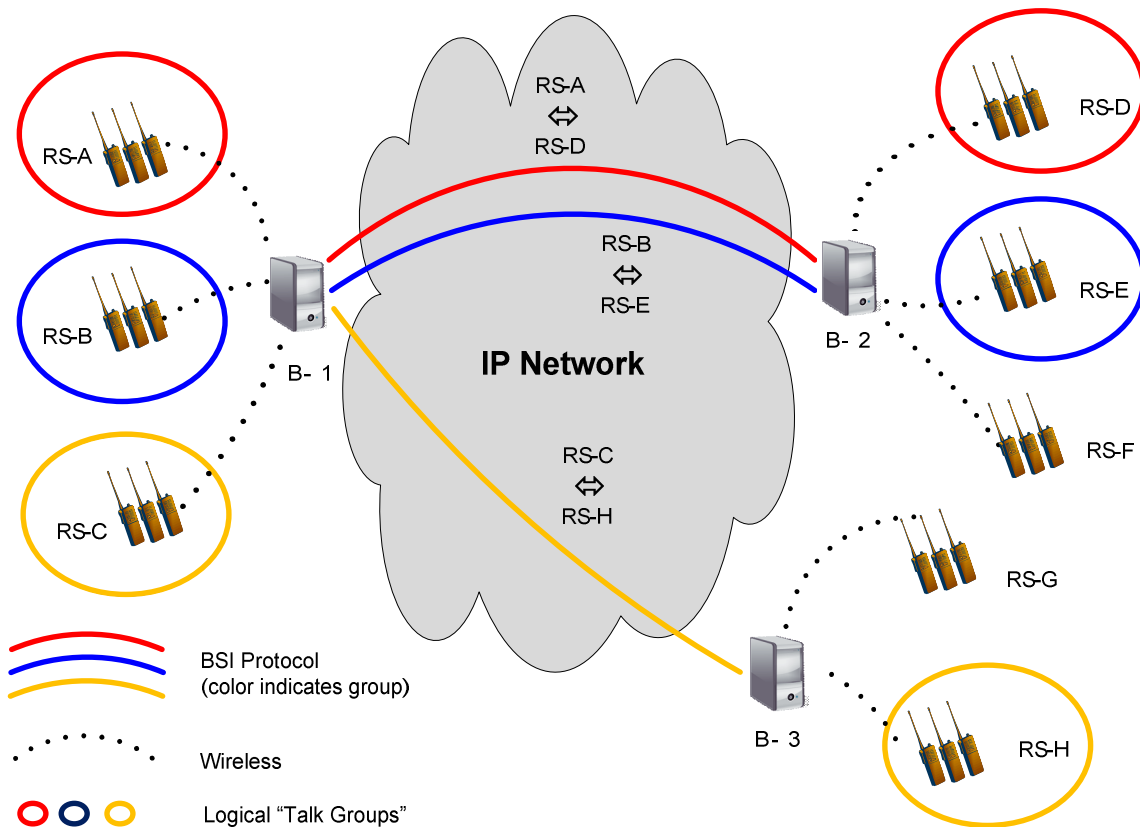 RS-A
RS-B
RS-C
B- 1
RS-A
RS-D
RS-B
RS-E
IP Network
RS-C
RS-H
B- 2
RS-D
RS-E
RS-F
RS-G
B- 3
RS-H
BSI Protocol
(color indicates group)
Wireless
Logical “Talk Groups”